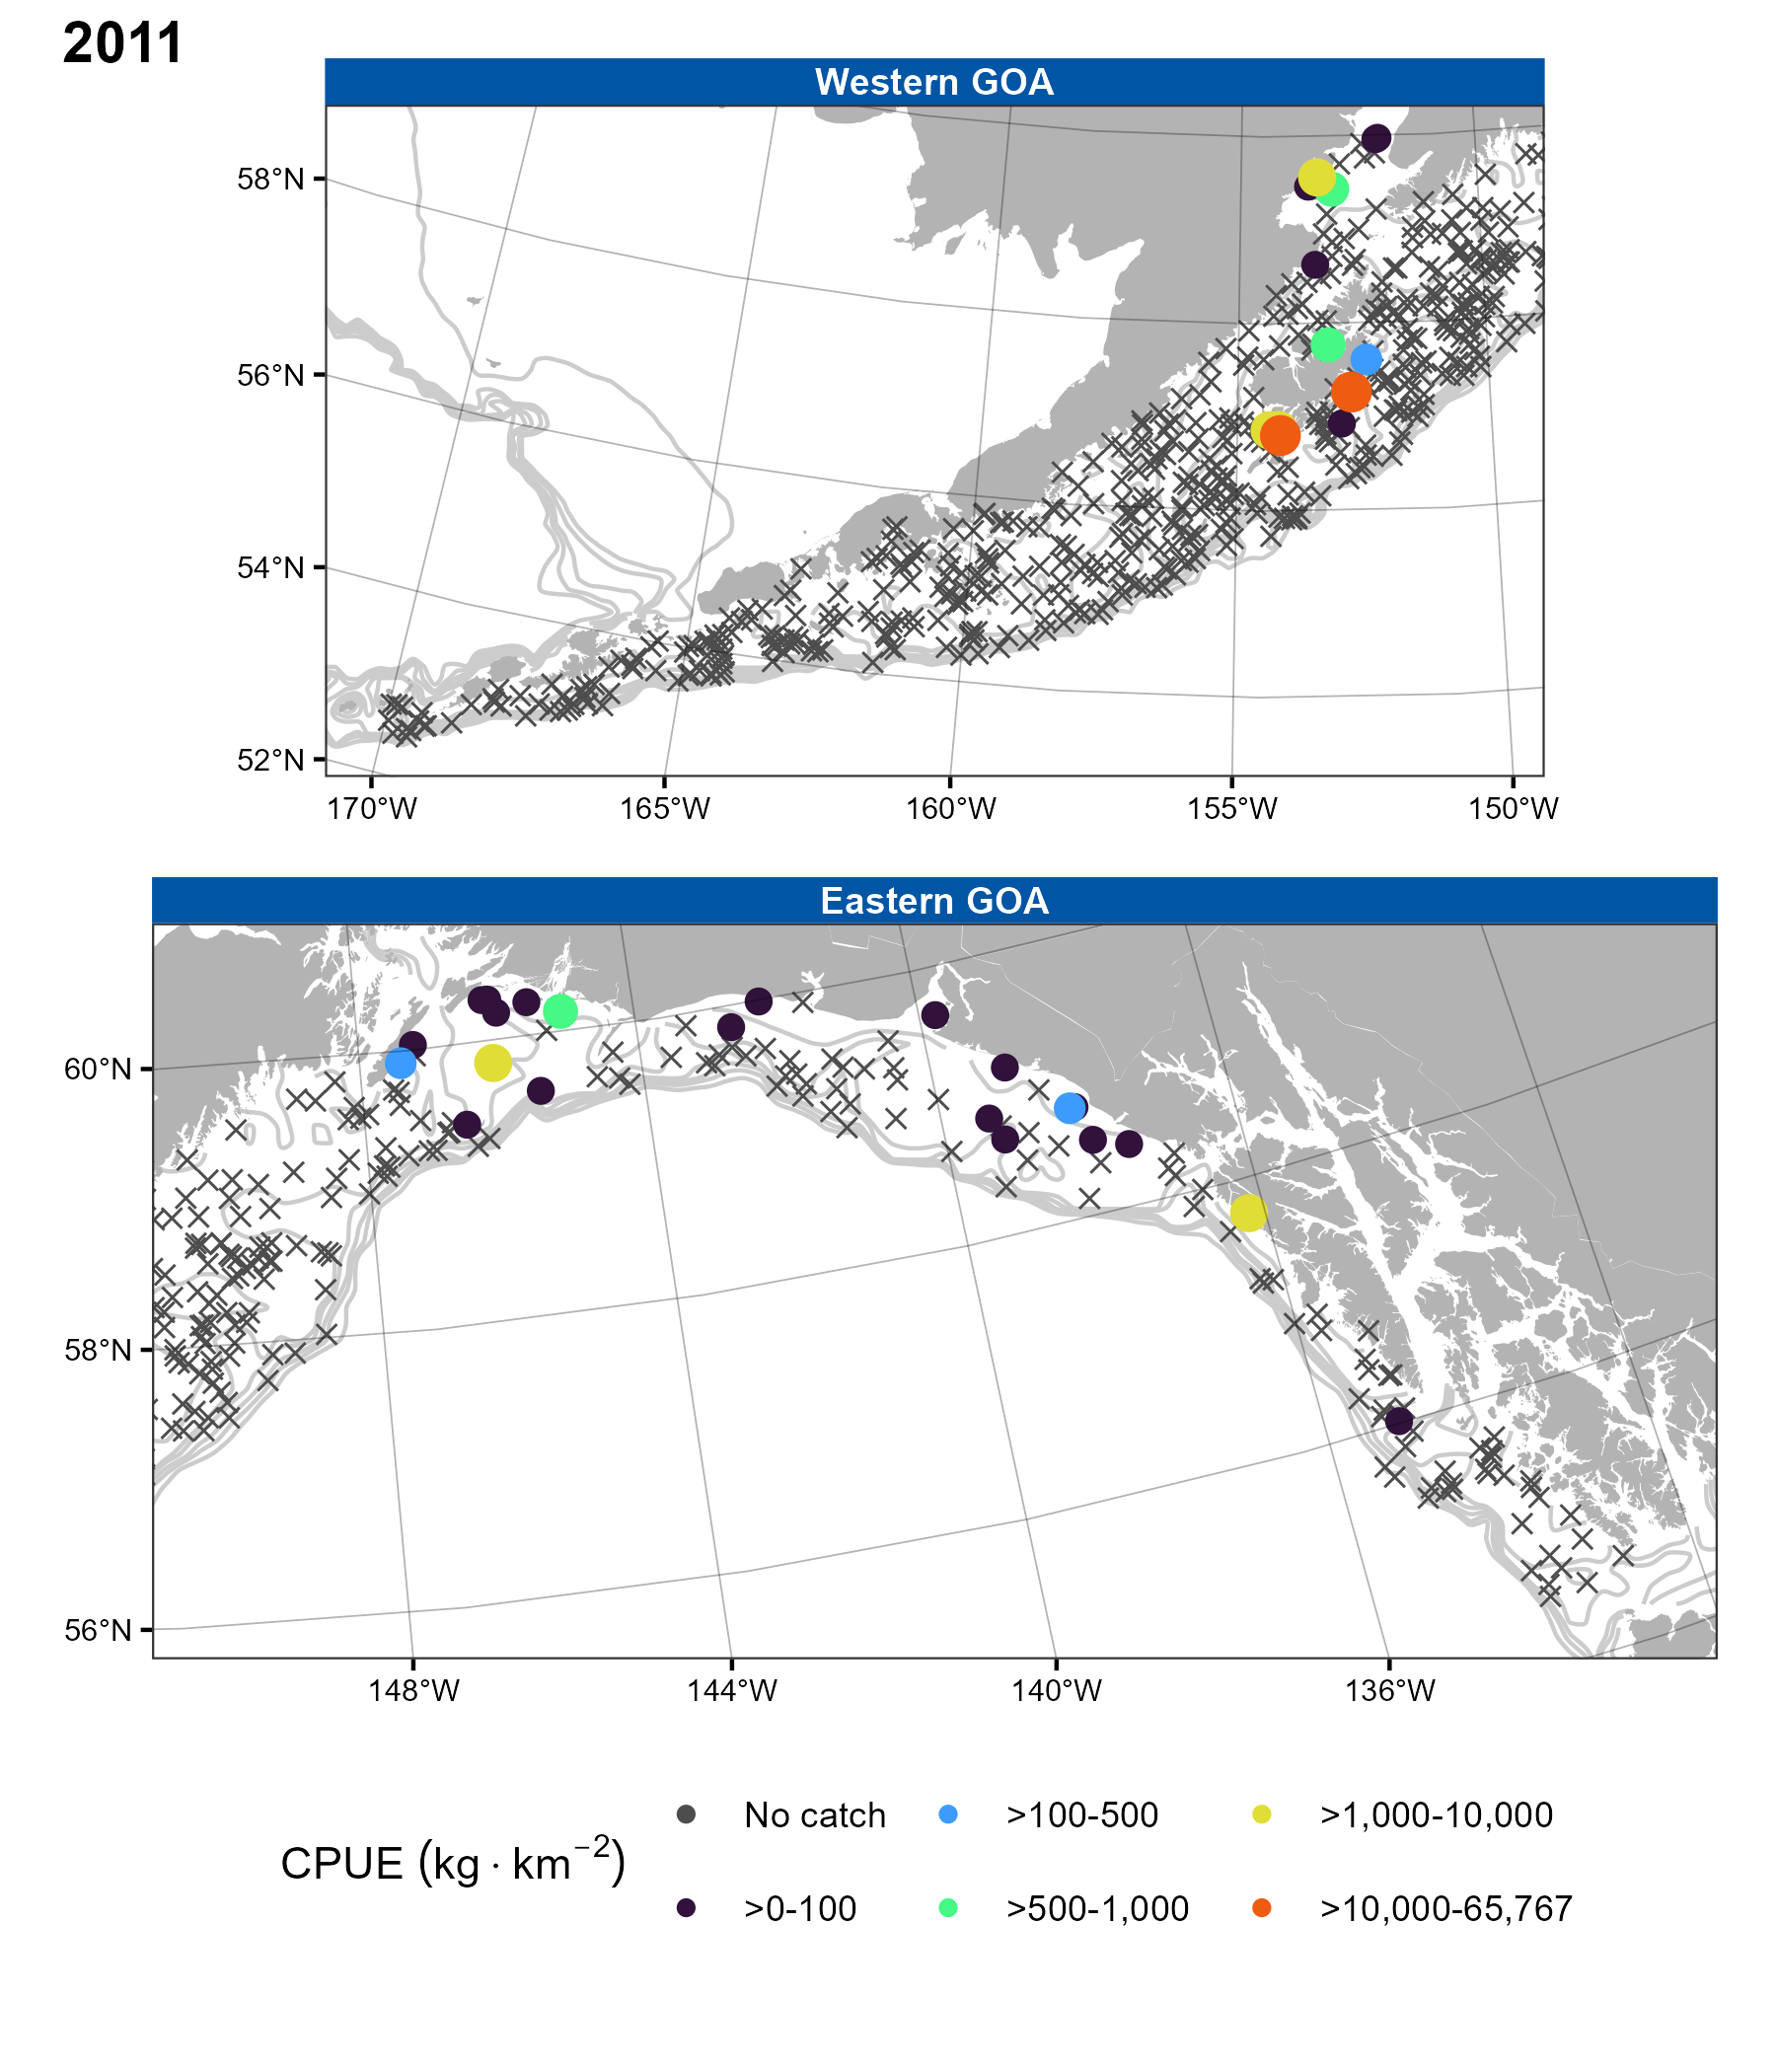 2011
Western GOA
58°N
56°N
54°N
52°N
170°W 165°W 160°W 155°W 150°W
Eastern GOA
60°N
58°N
56°N
148°W 144°W 140°W 136°W
CPUE (kg · km⁻²)
No catch >100-500 >1,000-10,000
>0-100 >500-1,000 >10,000-65,767